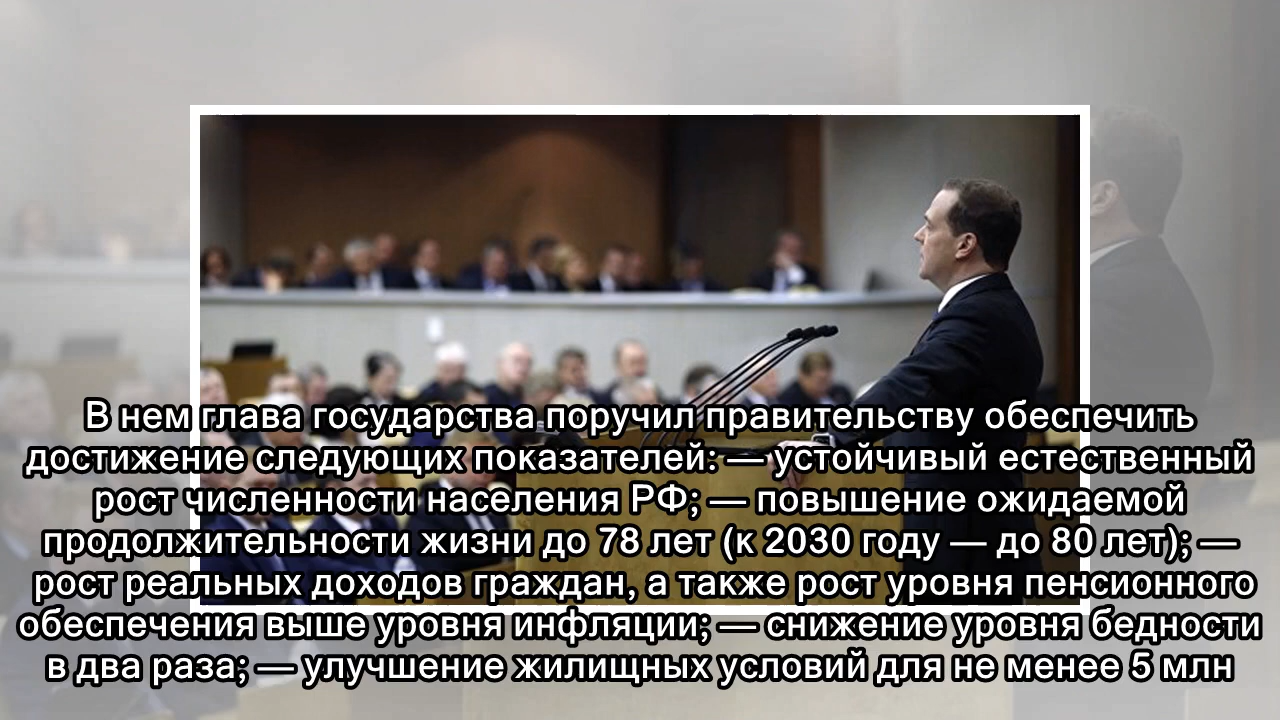 В нем глава государства поручил правительству обеспечить
достижение следующих показателей: — устойчивый естественный
рост численности населения РФ; — повышение ожидаемой
продолжительности жизни до 78 лет (к 2030 году — до 80 лет); —
рост реальных доходов граждан, а также рост уровня пенсионного
обеспечения выше уровня инфляции; — снижение уровня бедности
в два раза; — улучшение жилищных условий для не менее 5 млн